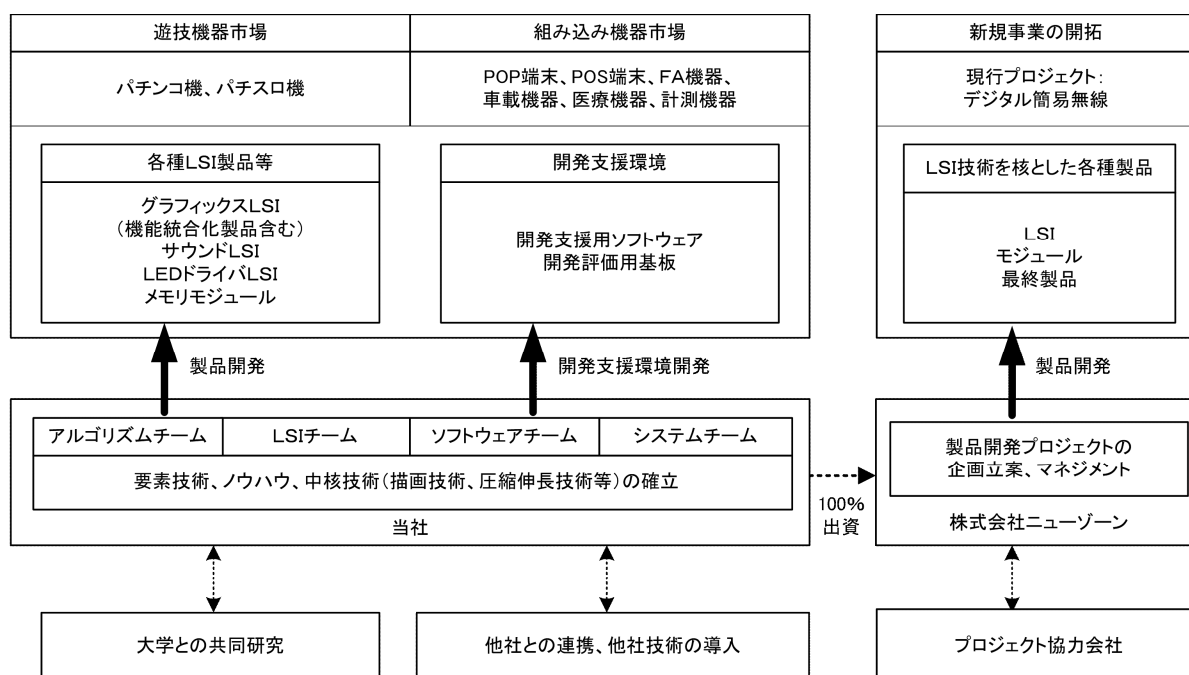 遊技機器市場
組み込み機器市場
新規事業の開拓
パチンコ機、パチスロ機
POP端末、POS端末、FA機器、
車載機器、医療機器、計測機器
現行プロジェクト：
デジタル簡易無線
各種LSI製品等
開発支援環境
LSI技術を核とした各種製品
グラフィックスLSI
（機能統合化製品含む）
サウンドLSI
LEDドライバLSI
メモリモジュール
開発支援用ソフトウェア
開発評価用基板
LSI
モジュール
最終製品
製品開発
開発支援環境開発
製品開発
アルゴリズムチーム
LSIチーム
ソフトウェアチーム
システムチーム
要素技術、ノウハウ、中核技術（描画技術、圧縮伸長技術等）の確立
当社
100%
出資
製品開発プロジェクトの
企画立案、マネジメント
株式会社ニューゾーン
大学との共同研究
他社との連携、他社技術の導入
プロジェクト協力会社